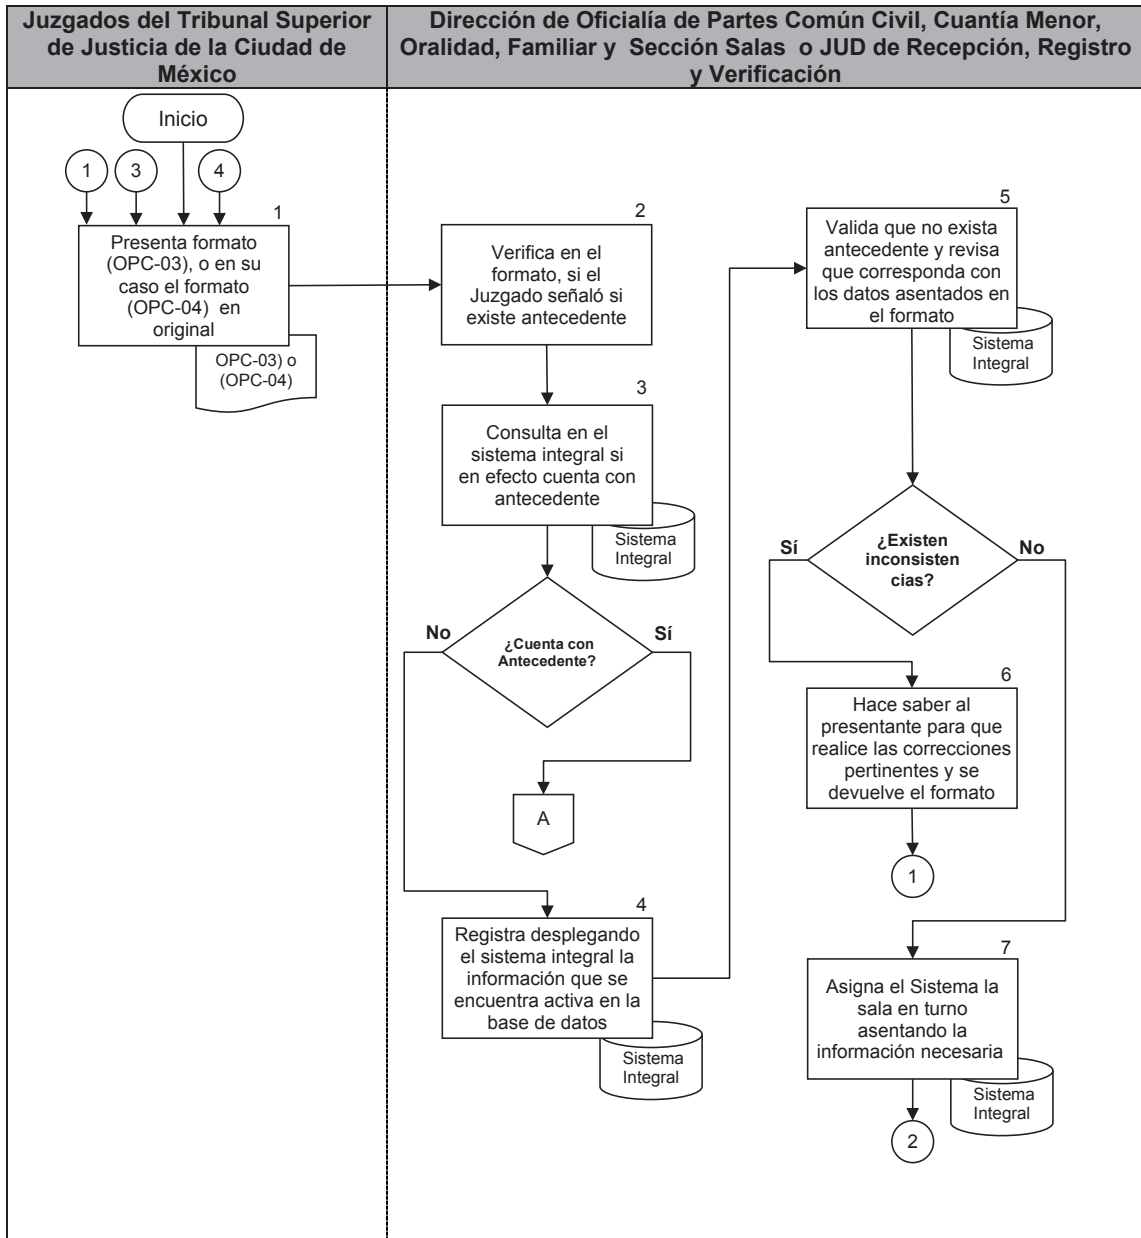 Juzgados del Tribunal Superior
de Justicia de la Ciudad de
México
Dirección de Oficialía de Partes Común Civil, Cuantía Menor,
Oralidad, Familiar y Sección Salas o JUD de Recepción, Registro
y Verificación
Inicio
1
3
4
1
Presenta formato
(OPC-03), o en su
caso el formato
(OPC-04) en
original
OPC-03) o
(OPC-04)
2
Verifica en el
formato, si el
Juzgado señaló si
existe antecedente
3
Consulta en el
sistema integral si
en efecto cuenta con
antecedente
Sistema
Integral
No
¿Cuenta con
Antecedente?
Sí
A
4
Registra desplegando
el sistema integral la
información que se
encuentra activa en la
base de datos
Sistema
Integral
5
Valida que no exista
antecedente y revisa
que corresponda con
los datos asentados en
el formato
Sistema
Integral
Sí
¿Existen
inconsisten
cias?
No
6
Hace saber al
presentante para que
realice las correcciones
pertinentes y se
devuelve el formato
1
7
Asigna el Sistema la
sala en turno
asentando la
información necesaria
Sistema
Integral
2